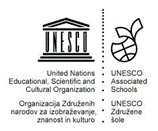 UNESCO
United Nations
Educational, Scientific and
Cultural Organization
UNESCO
Associated
Schools
Organizacija Združenih
narodov za izobraževanje,
znanost in kulturo
UNESCO
Združene
šole